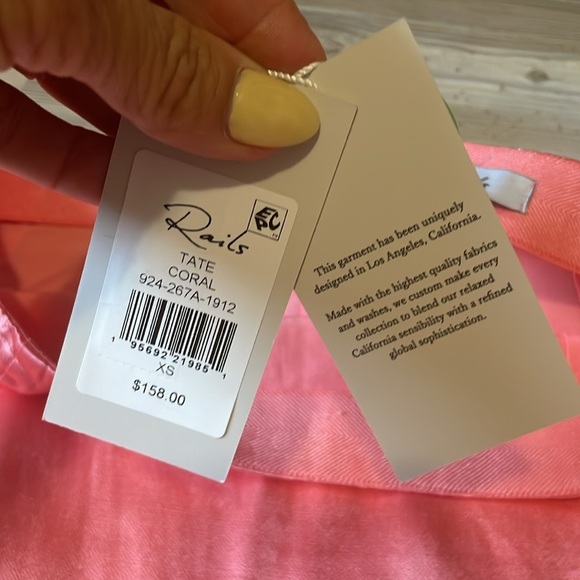 Rails
TATE
CORAL
924-267A-1912
1 95692 21985 1
XS
$158.00
This garment has been uniquely
designed in Los Angeles, California.
Made with the highest quality fabrics
and washes, we custom make every
collection to blend our relaxed
California sensibility with a refined
global sophistication.